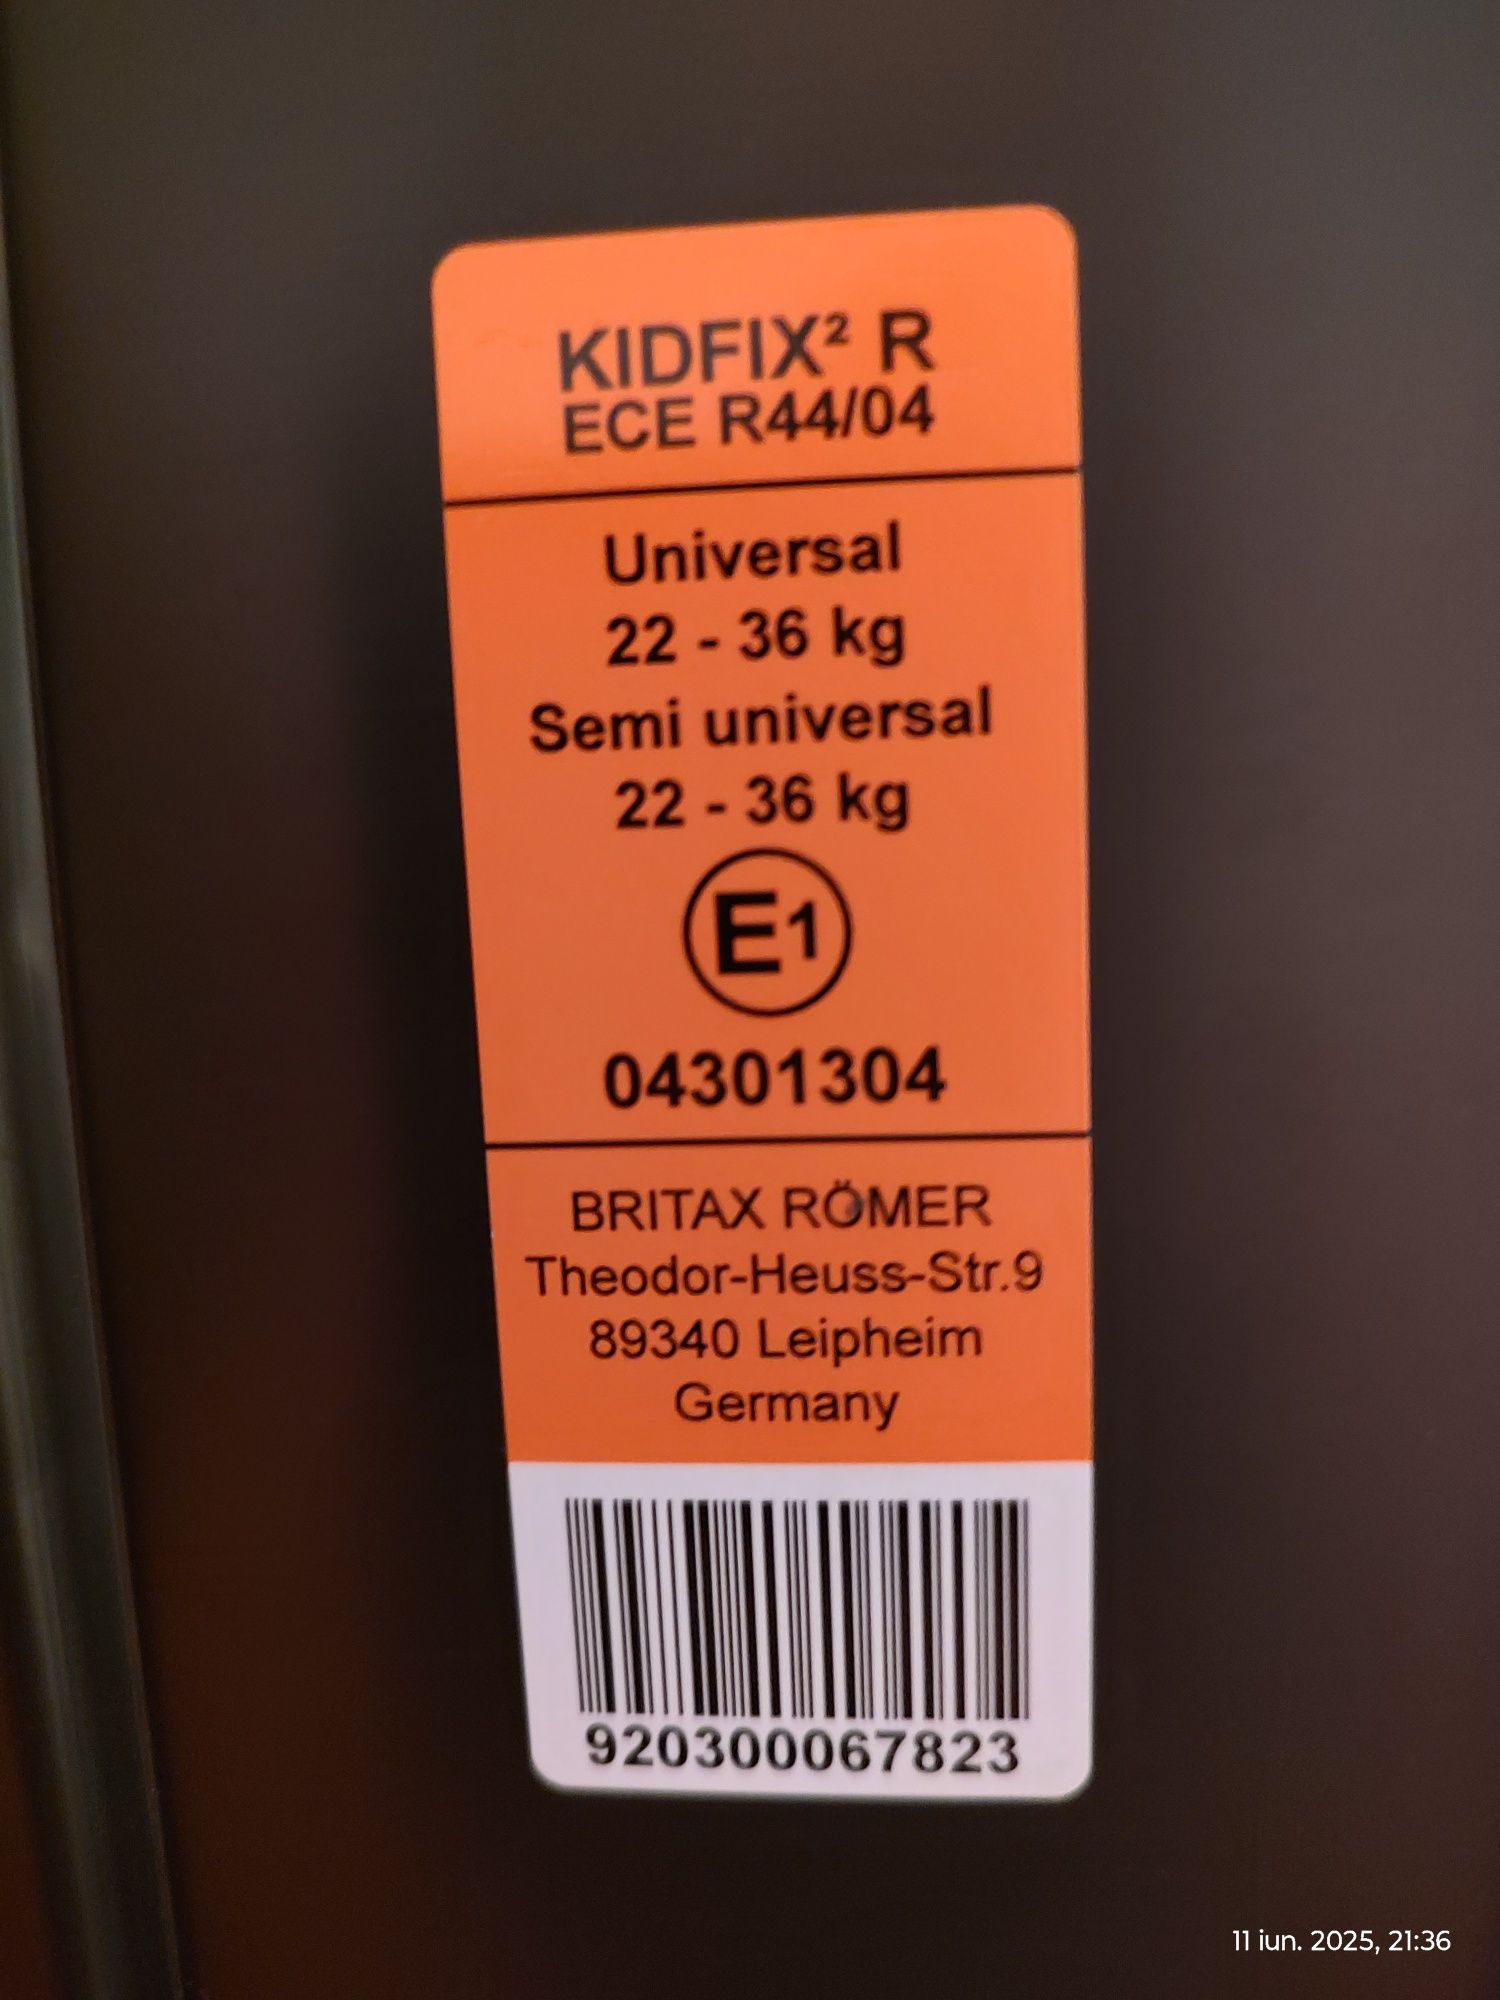 KIDFIX² R
ECE R44/04
Universal
22 - 36 kg
Semi universal
22 - 36 kg
E1
04301304
BRITAX RÖMER
Theodor-Heuss-Str.9
89340 Leipheim
Germany
920300067823
11 iun. 2025, 21:36